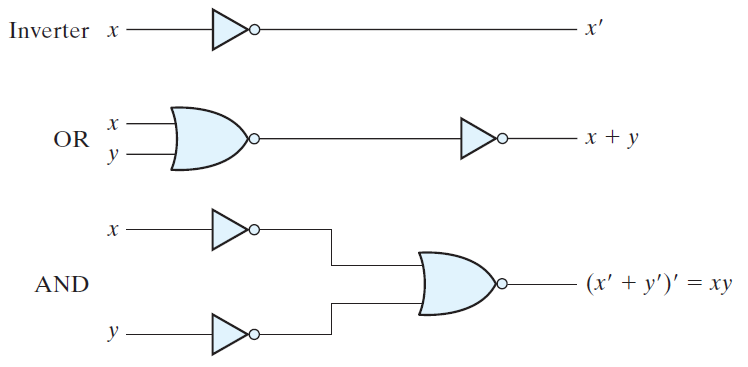 Inverter x x′
OR x y x + y
x
AND (x′ + y′)′ = xy
y